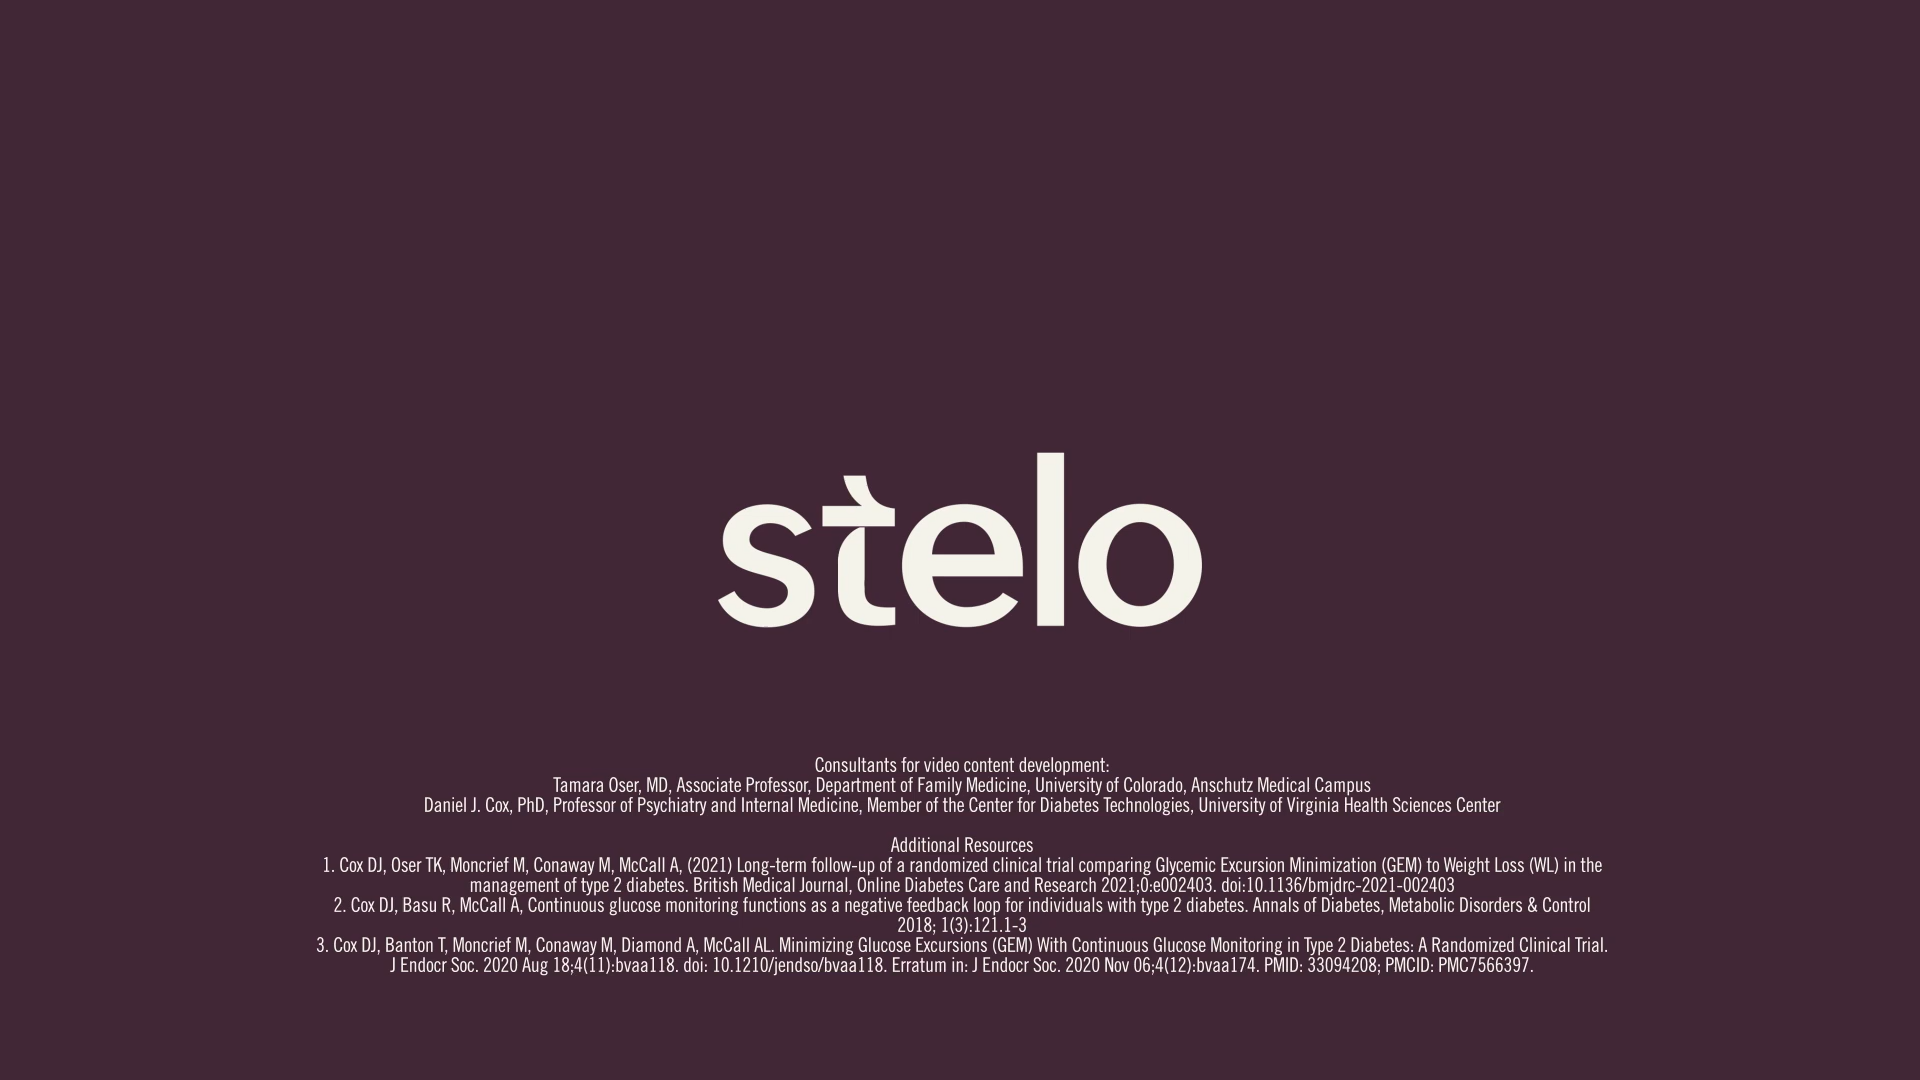 stelo
Consultants for video content development:
Tamara Oser, MD, Associate Professor, Department of Family Medicine, University of Colorado, Anschutz Medical Campus
Daniel J. Cox, PhD, Professor of Psychiatry and Internal Medicine, Member of the Center for Diabetes Technologies, University of Virginia Health Sciences Center
Additional Resources
1. Cox DJ, Oser TK, Moncrief M, Conaway M, McCall A, (2021) Long-term follow-up of a randomized clinical trial comparing Glycemic Excursion Minimization (GEM) to Weight Loss (WL) in the
management of type 2 diabetes. British Medical Journal, Online Diabetes Care and Research 2021;0:e002403. doi:10.1136/bmjdrc-2021-002403
2. Cox DJ, Basu R, McCall A, Continuous glucose monitoring functions as a negative feedback loop for individuals with type 2 diabetes. Annals of Diabetes, Metabolic Disorders & Control
2018; 1(3):121.1-3
3. Cox DJ, Banton T, Moncrief M, Conaway M, Diamond A, McCall AL. Minimizing Glucose Excursions (GEM) With Continuous Glucose Monitoring in Type 2 Diabetes: A Randomized Clinical Trial.
J Endocr Soc. 2020 Aug 18;4(11):bvaa118. doi: 10.1210/jendso/bvaa118. Erratum in: J Endocr Soc. 2020 Nov 06;4(12):bvaa174. PMID: 33094208; PMCID: PMC7566397.